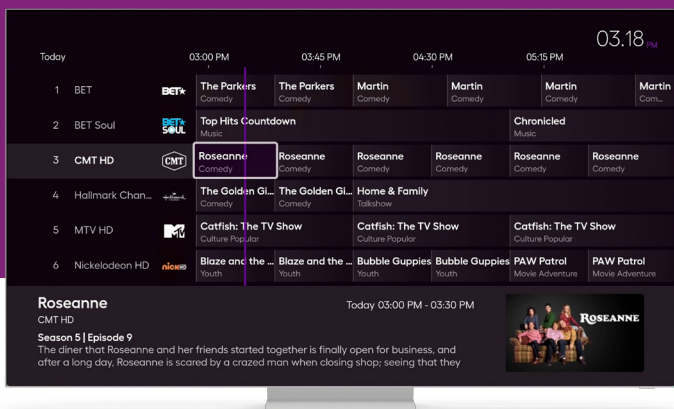 03.18 PM
Today 03:00 PM 03:45 PM 04:30 PM 05:15 PM
1 BET BET★ The Parkers The Parkers Martin Martin Martin Martin
Comedy Comedy Comedy Comedy Comedy Com...
2 BET Soul BET★ SOUL Top Hits Countdown Chronicled
Music Music
3 CMT HD CMT Roseanne Roseanne Roseanne Roseanne Roseanne Roseanne
Comedy Comedy Comedy Comedy Comedy Comedy
4 Hallmark Chan... The Golden Gi... The Golden Gi... Home & Family
Comedy Comedy Talkshow
5 MTV HD Catfish: The TV Show Catfish: The TV Show Catfish: The TV Show
Culture Popular Culture Popular Culture Popular
6 Nickelodeon HD nick HD Blaze and the ... Blaze and the ... Bubble Guppies Bubble Guppies PAW Patrol PAW Patrol
Youth Youth Youth Youth Movie Adventure Movie Adventure
Roseanne Today 03:00 PM - 03:30 PM
CMT HD
ROSEANNE
Season 5 | Episode 9
The diner that Roseanne and her friends started together is finally open for business, and
after a long day, Roseanne is scared by a crazed man when closing shop; seeing that they